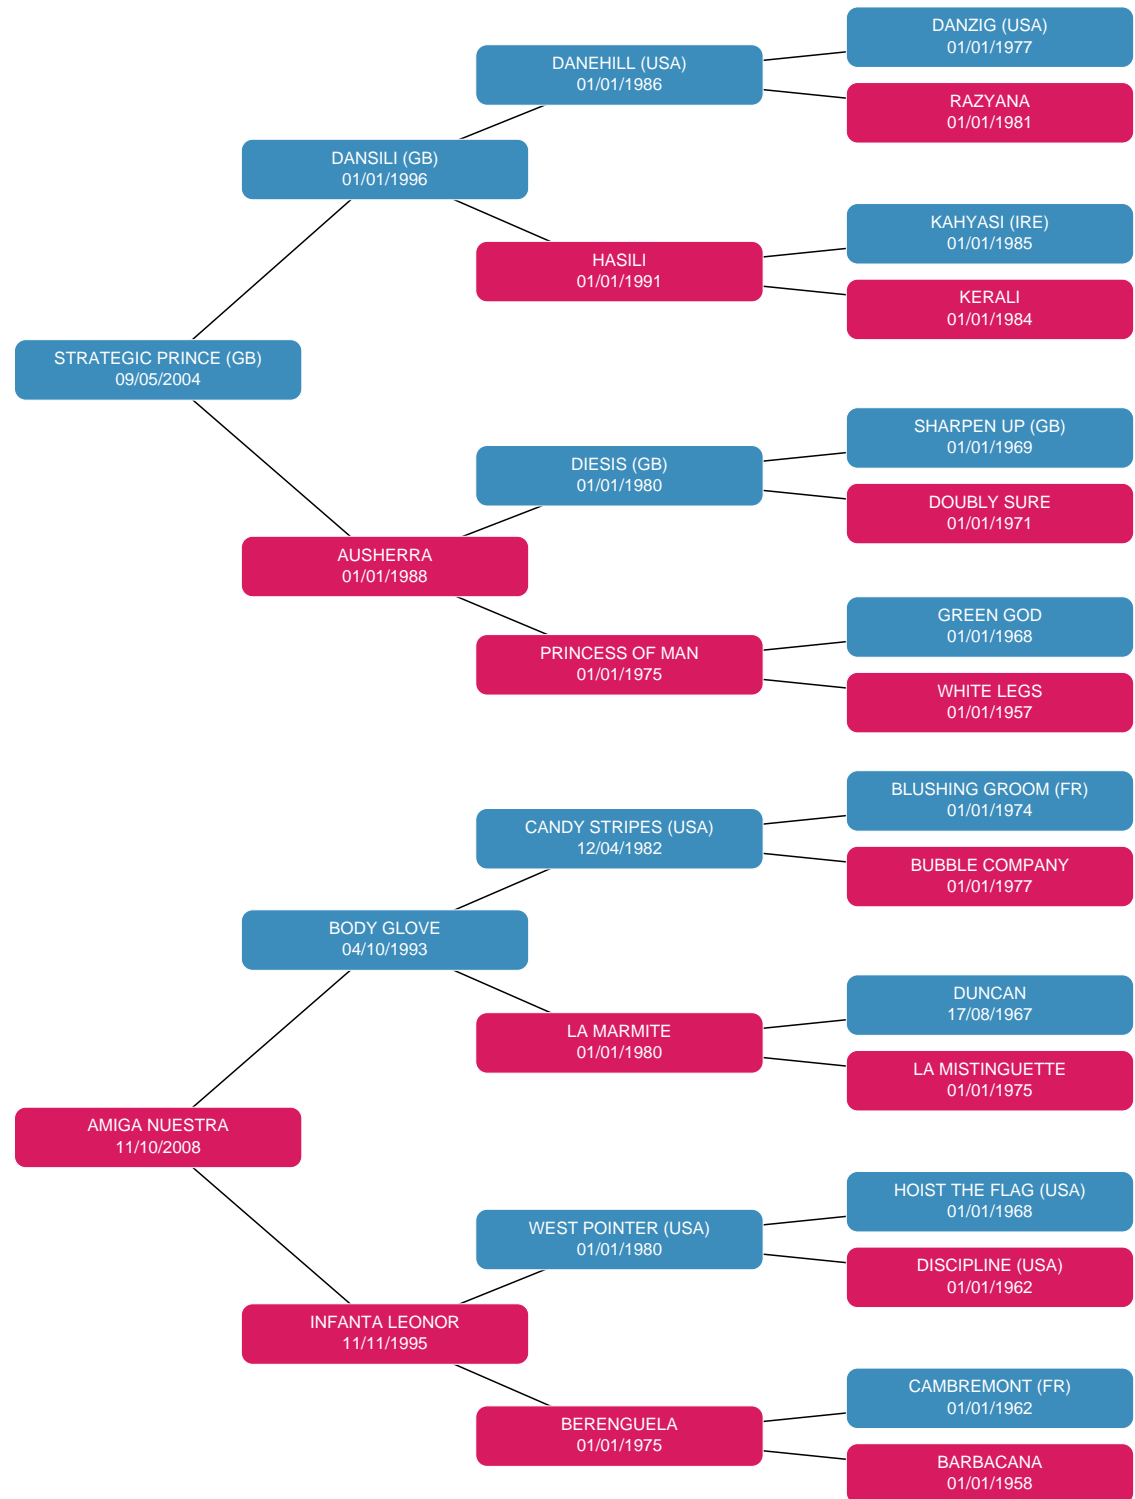 DANZIG (USA)
01/01/1977
DANEHILL (USA)
01/01/1986
RAZYANA
01/01/1981
DANSILI (GB)
01/01/1996
KAHYASI (IRE)
01/01/1985
HASILI
01/01/1991
KERALI
01/01/1984
STRATEGIC PRINCE (GB)
09/05/2004
SHARPEN UP (GB)
01/01/1969
DIESIS (GB)
01/01/1980
DOUBLY SURE
01/01/1971
AUSHERRA
01/01/1988
GREEN GOD
01/01/1968
PRINCESS OF MAN
01/01/1975
WHITE LEGS
01/01/1957
BLUSHING GROOM (FR)
01/01/1974
CANDY STRIPES (USA)
12/04/1982
BUBBLE COMPANY
01/01/1977
BODY GLOVE
04/10/1993
DUNCAN
17/08/1967
LA MARMITE
01/01/1980
LA MISTINGUETTE
01/01/1975
AMIGA NUESTRA
11/10/2008
HOIST THE FLAG (USA)
01/01/1968
WEST POINTER (USA)
01/01/1980
DISCIPLINE (USA)
01/01/1962
INFANTA LEONOR
11/11/1995
CAMBREMONT (FR)
01/01/1962
BERENGUELA
01/01/1975
BARBACANA
01/01/1958